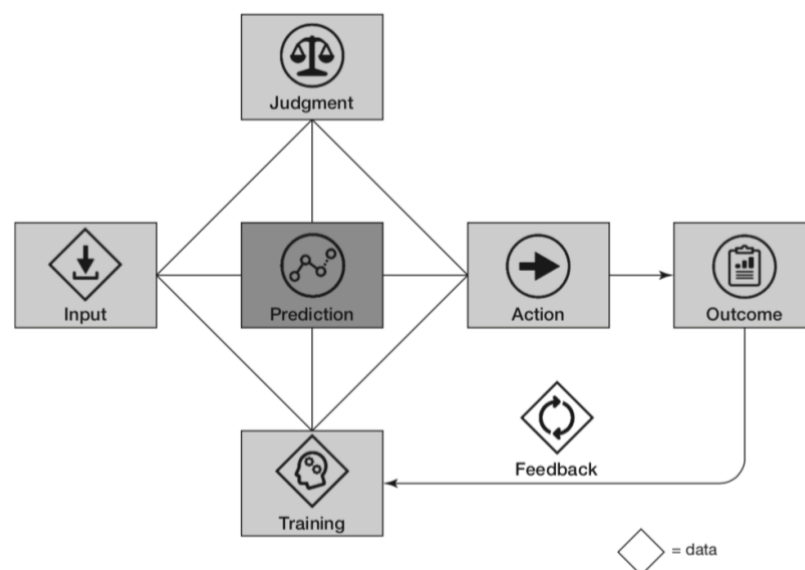 Judgment
Input
Prediction
Action
Outcome
Feedback
Training
= data